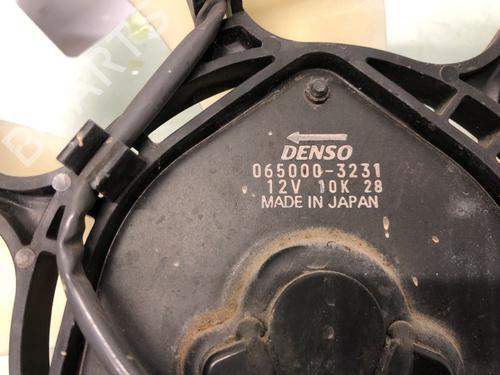 DENSO
065000-3231
12V 10K 28
MADE IN JAPAN